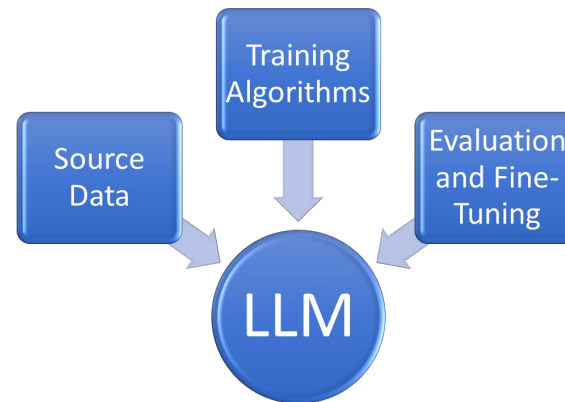 Training
Algorithms
Source
Data
Evaluation
and Fine-
Tuning
LLM